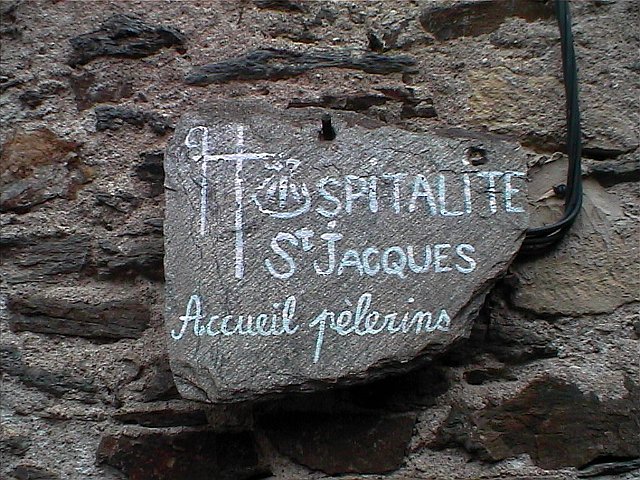 HOSPITALITE
St JACQUES
Accueil pèlerins